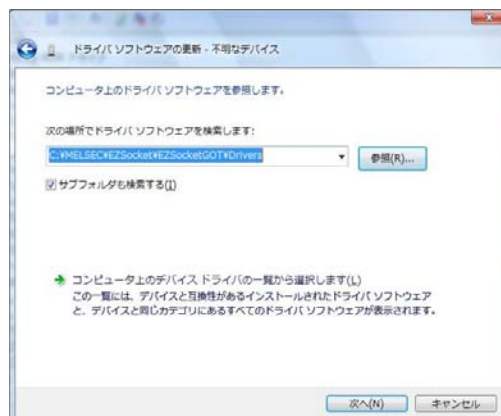 ドライバ ソフトウェアの更新 - 不明なデバイス
コンピュータ上のドライバ ソフトウェアを参照します。
次の場所でドライバ ソフトウェアを検索します:
C:¥MELSEC¥EZSocket¥EZSocketGOT¥Drivers
参照(R)...
サブフォルダも検索する(I)
コンピュータ上のデバイス ドライバの一覧から選択します(L)
この一覧には、デバイスと互換性があるインストールされたドライバ ソフトウェア
と、デバイスと同じカテゴリにあるすべてのドライバ ソフトウェアが表示されます。
次へ(N)
キャンセル